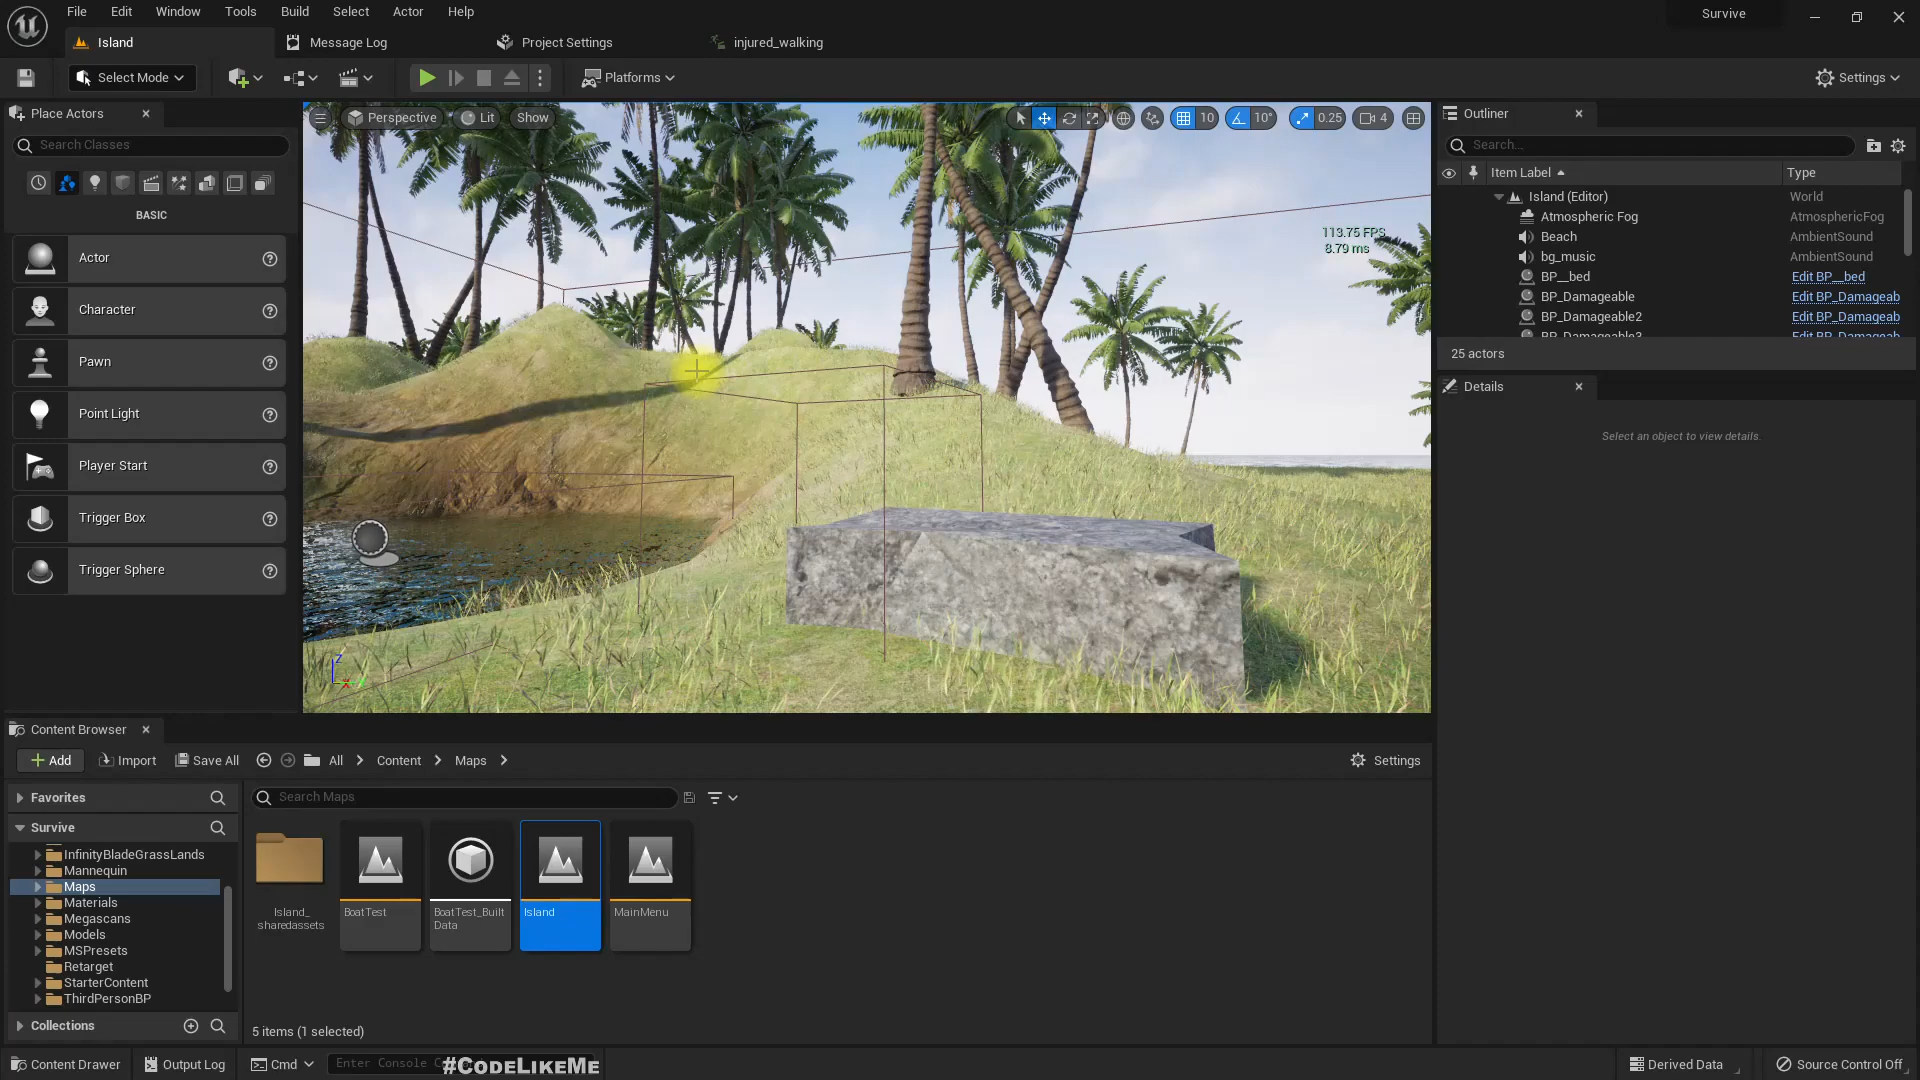 File Edit Window Tools Build Select Actor Help
Survive
Island
Message Log
Project Settings
injured_walking
Select Mode
Platforms
Settings
Place Actors
Search Classes
BASIC
Actor
Character
Pawn
Point Light
Player Start
Trigger Box
Trigger Sphere
Perspective
Lit
Show
10
10°
0.25
4
113.75 FPS
8.79 ms
Z
Outliner
Search...
Item Label
Type
Island (Editor) World
Atmospheric Fog AtmosphericFog
Beach AmbientSound
bg_music AmbientSound
BP__bed Edit BP__bed
BP_Damageable Edit BP_Damageab
BP_Damageable2 Edit BP_Damageab
BP_Damageable3 Edit BP_Damageab
25 actors
Details
Select an object to view details.
Content Browser
Add
Import
Save All
All
Content
Maps
Settings
Favorites
Search Maps
Survive
InfinityBladeGrassLands
Mannequin
Maps
Materials
Megascans
Models
MSPresets
Retarget
StarterContent
ThirdPersonBP
Collections
Island_
sharedassets
BoatTest
BoatTest_Built
Data
Island
MainMenu
5 items (1 selected)
Content Drawer
Output Log
Cmd
Enter Console
#CodeLikeMe
Derived Data
Source Control Off